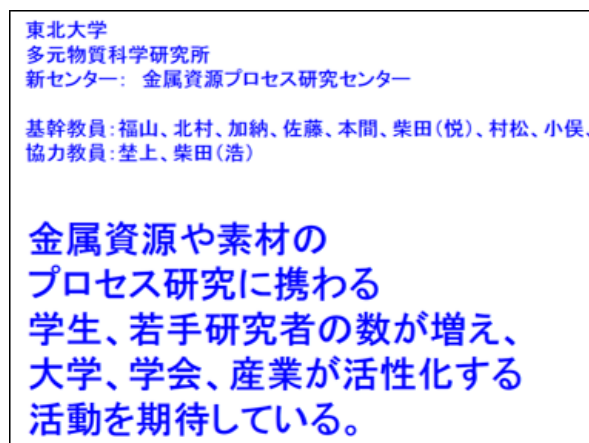 東北大学
多元物質科学研究所
新センター： 金属資源プロセス研究センター
基幹教員：福山、北村、加納、佐藤、本間、柴田（悦）、村松、小俣、
協力教員：埜上、柴田（浩）
金属資源や素材の
プロセス研究に携わる
学生、若手研究者の数が増え、
大学、学会、産業が活性化する
活動を期待している。